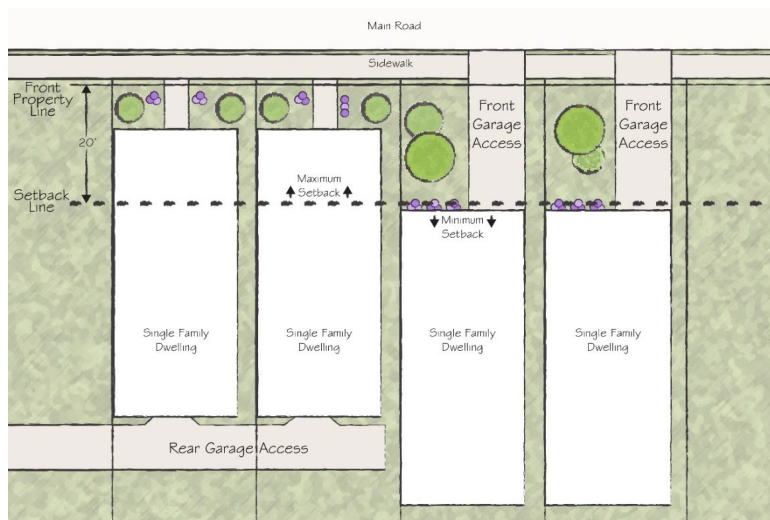 Main Road
Sidewalk
Front
Property
Line
20'
Setback
Line
Maximum
Setback
Front
Garage
Access
Front
Garage
Access
Minimum
Setback
Single Family
Dwelling
Single Family
Dwelling
Single Family
Dwelling
Single Family
Dwelling
Rear Garage Access